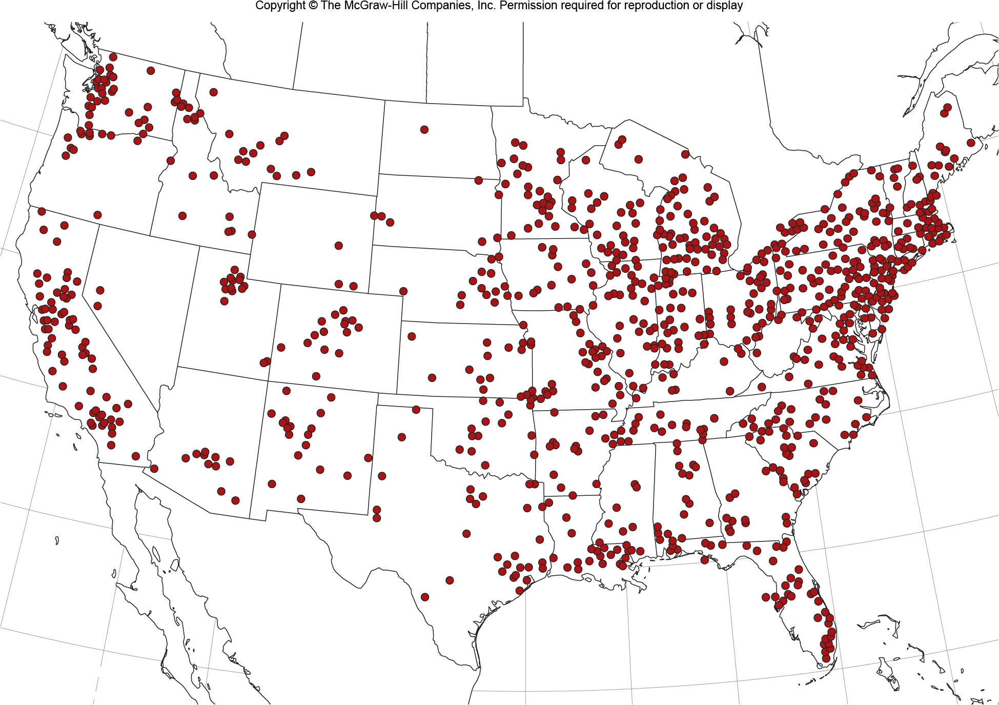 Copyright © The McGraw-Hill Companies, Inc. Permission required for reproduction or display